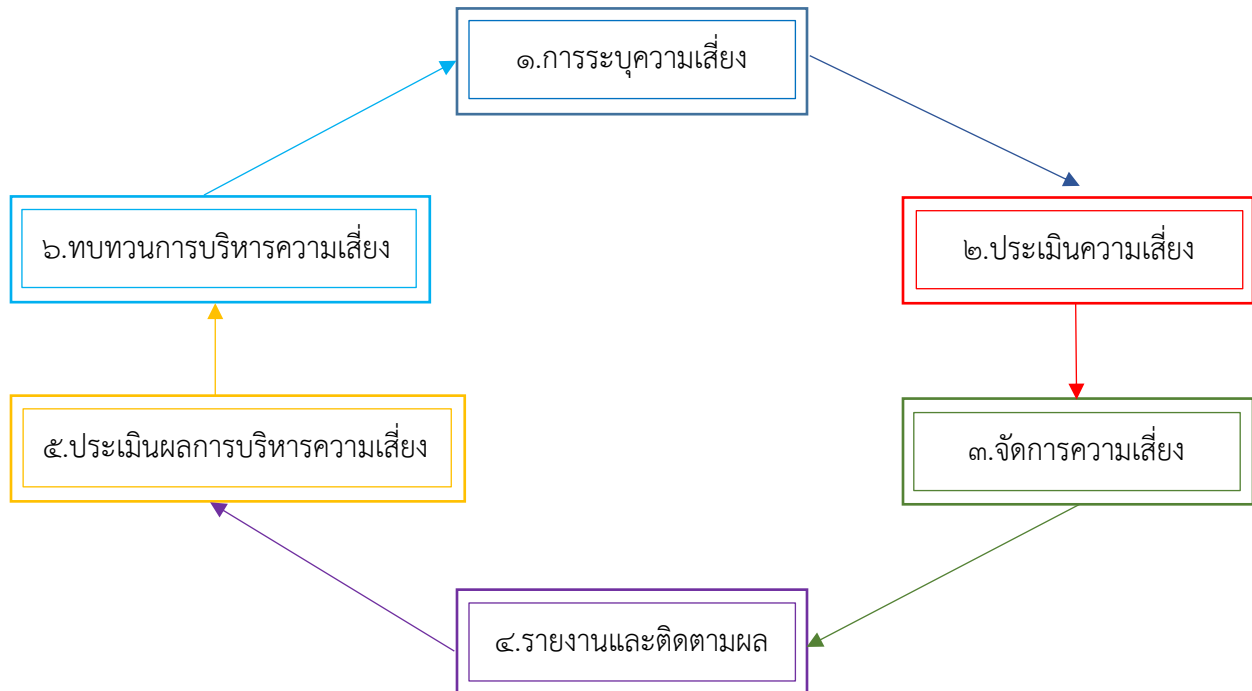 ๑.การระบุความเสี่ยง
๒.ประเมินความเสี่ยง
๓.จัดการความเสี่ยง
๔.รายงานและติดตามผล
๕.ประเมินผลการบริหารความเสี่ยง
๖.ทบทวนการบริหารความเสี่ยง